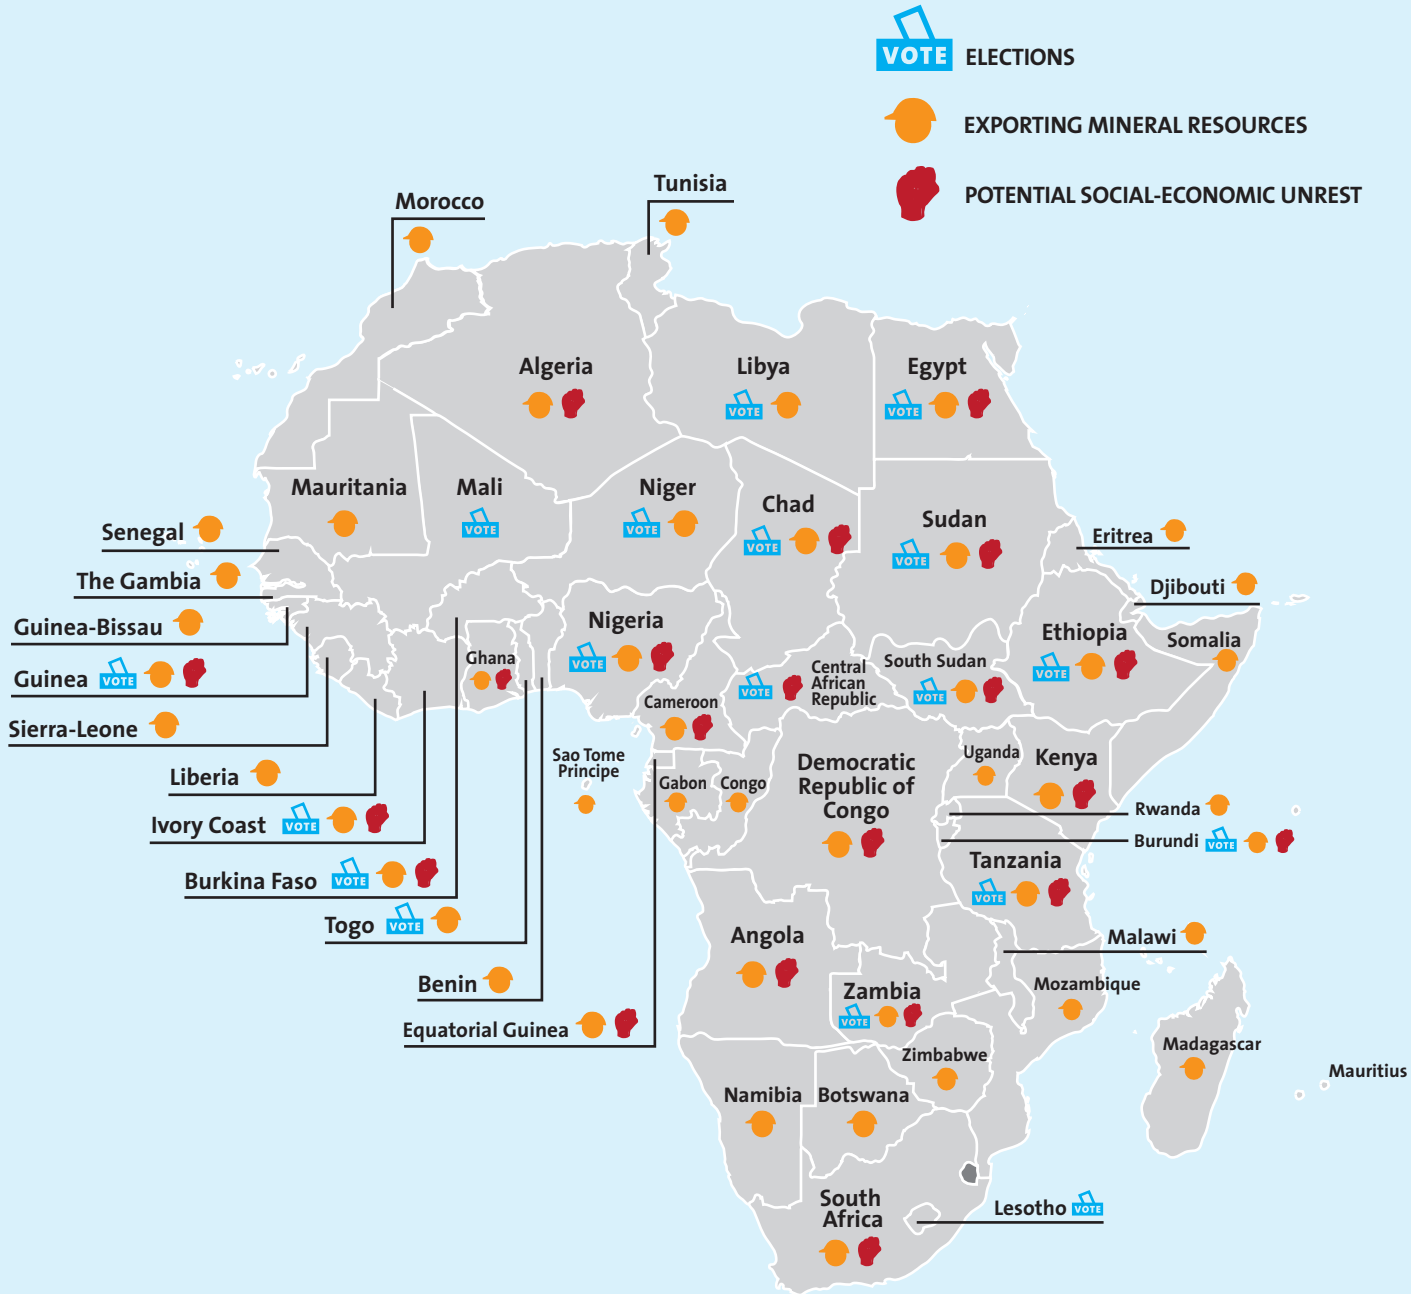 VOTE ELECTIONS
EXPORTING MINERAL RESOURCES
POTENTIAL SOCIAL-ECONOMIC UNREST
Tunisia
Morocco
Algeria
Libya
VOTE
Egypt
VOTE
Mauritania
Mali
VOTE
Niger
VOTE
Chad
VOTE
Sudan
VOTE
Senegal
Eritrea
The Gambia
Djibouti
Guinea-Bissau
Nigeria
VOTE
Ethiopia
VOTE
Somalia
Guinea VOTE
Ghana
Central
African
Republic
VOTE
South Sudan
VOTE
Sierra-Leone
Cameroon
Liberia
Sao Tome
Principe
Gabon
Congo
Democratic
Republic of
Congo
Uganda
Kenya
Rwanda
Ivory Coast VOTE
Burundi VOTE
Burkina Faso VOTE
Tanzania
VOTE
Togo VOTE
Angola
Malawi
Benin
Zambia
VOTE
Mozambique
Equatorial Guinea
Zimbabwe
Madagascar
Mauritius
Namibia
Botswana
South
Africa
Lesotho VOTE